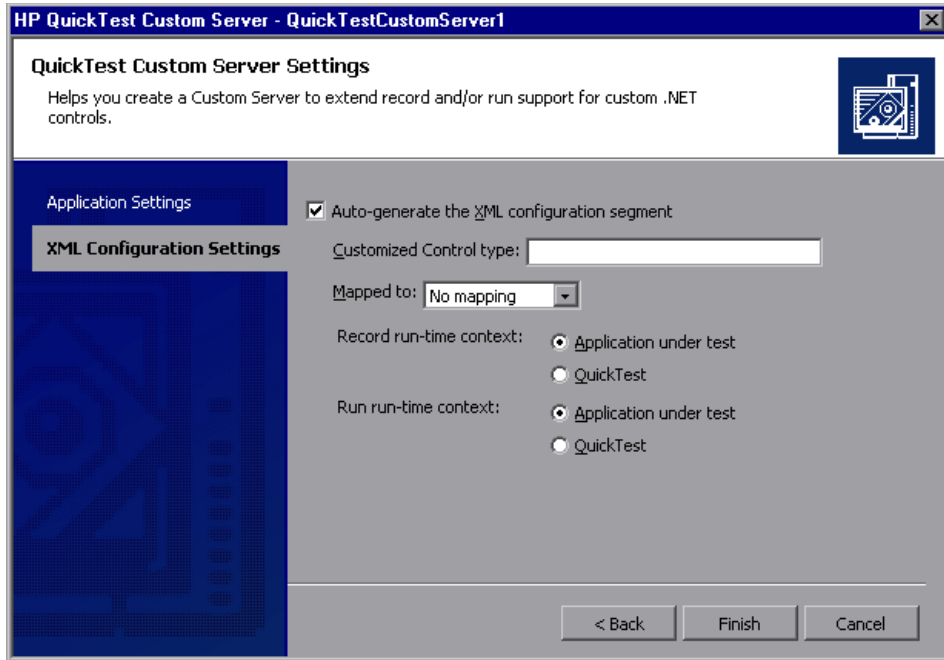 HP QuickTest Custom Server - QuickTestCustomServer1
QuickTest Custom Server Settings
Helps you create a Custom Server to extend record and/or run support for custom .NET
controls.
Application Settings
XML Configuration Settings
Auto-generate the XML configuration segment
Customized Control type:
Mapped to: No mapping
Record run-time context: Application under test
QuickTest
Run run-time context: Application under test
QuickTest
< Back Finish Cancel